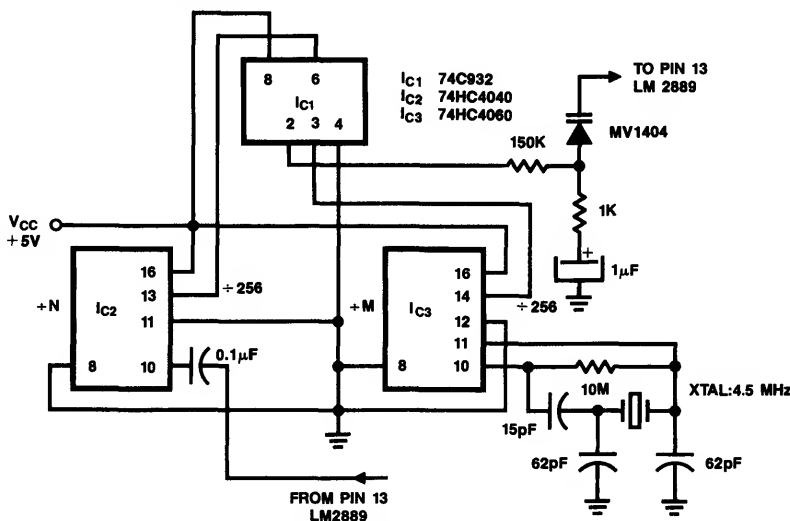 8 6
IC1
2 3 4
IC1 74C932
IC2 74HC4040
IC3 74HC4060
TO PIN 13
LM 2889
MV1404
150K
1K
+
1μF
VCC
+5V
÷N
IC2
16
13
11
8
10
÷256
0.1μF
÷M
IC3
16
14
12
11
8
10
÷256
10M
XTAL:4.5 MHz
15pF
62pF
62pF
FROM PIN 13
LM2889